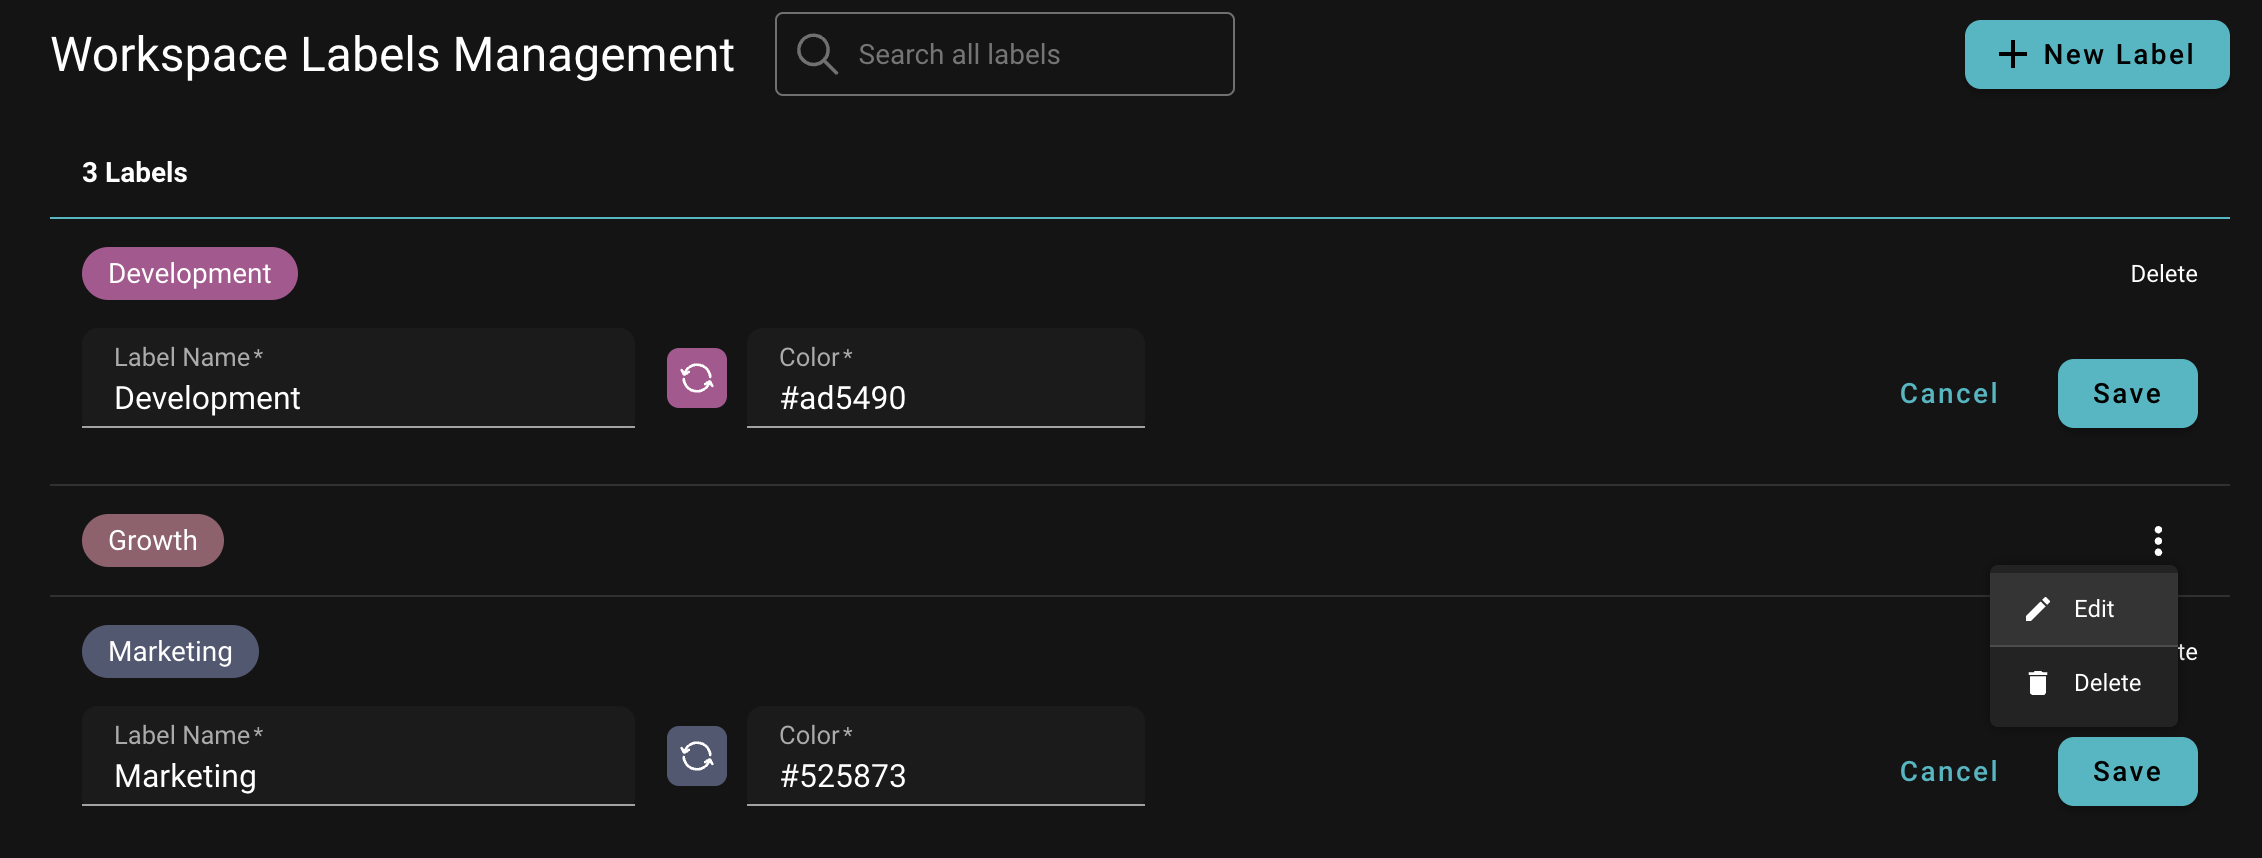 Workspace Labels Management
Search all labels
New Label
3 Labels
Development
Delete
Label Name*
Development
Color*
#ad5490
Cancel
Save
Growth
Edit
Delete
Marketing
te
Label Name*
Marketing
Color*
#525873
Cancel
Save